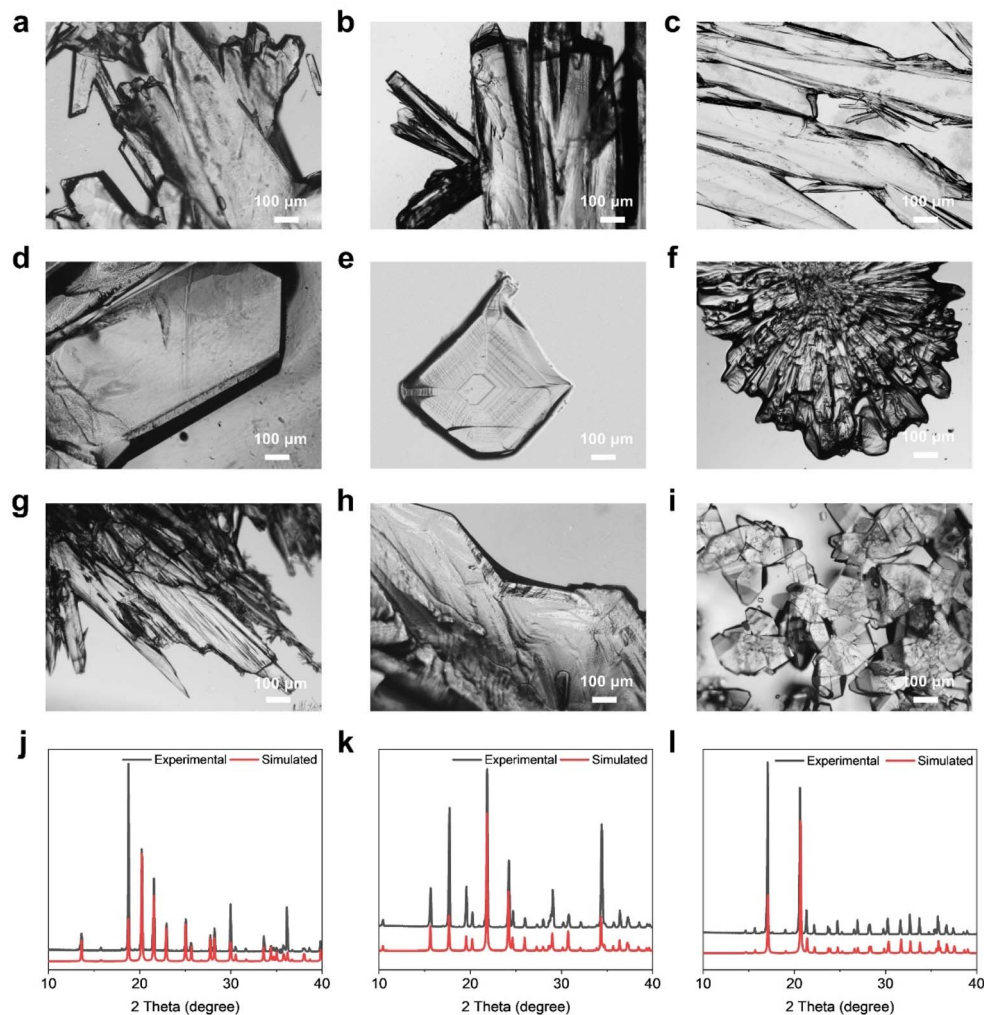 a b c
100 µm 100 µm 100 µm
d e f
100 µm 100 µm 100 µm
g h i
100 µm 100 µm 100 µm
j k l
Experimental Simulated Experimental Simulated Experimental Simulated
10 20 30 40 10 20 30 40 10 20 30 40
2 Theta (degree) 2 Theta (degree) 2 Theta (degree)